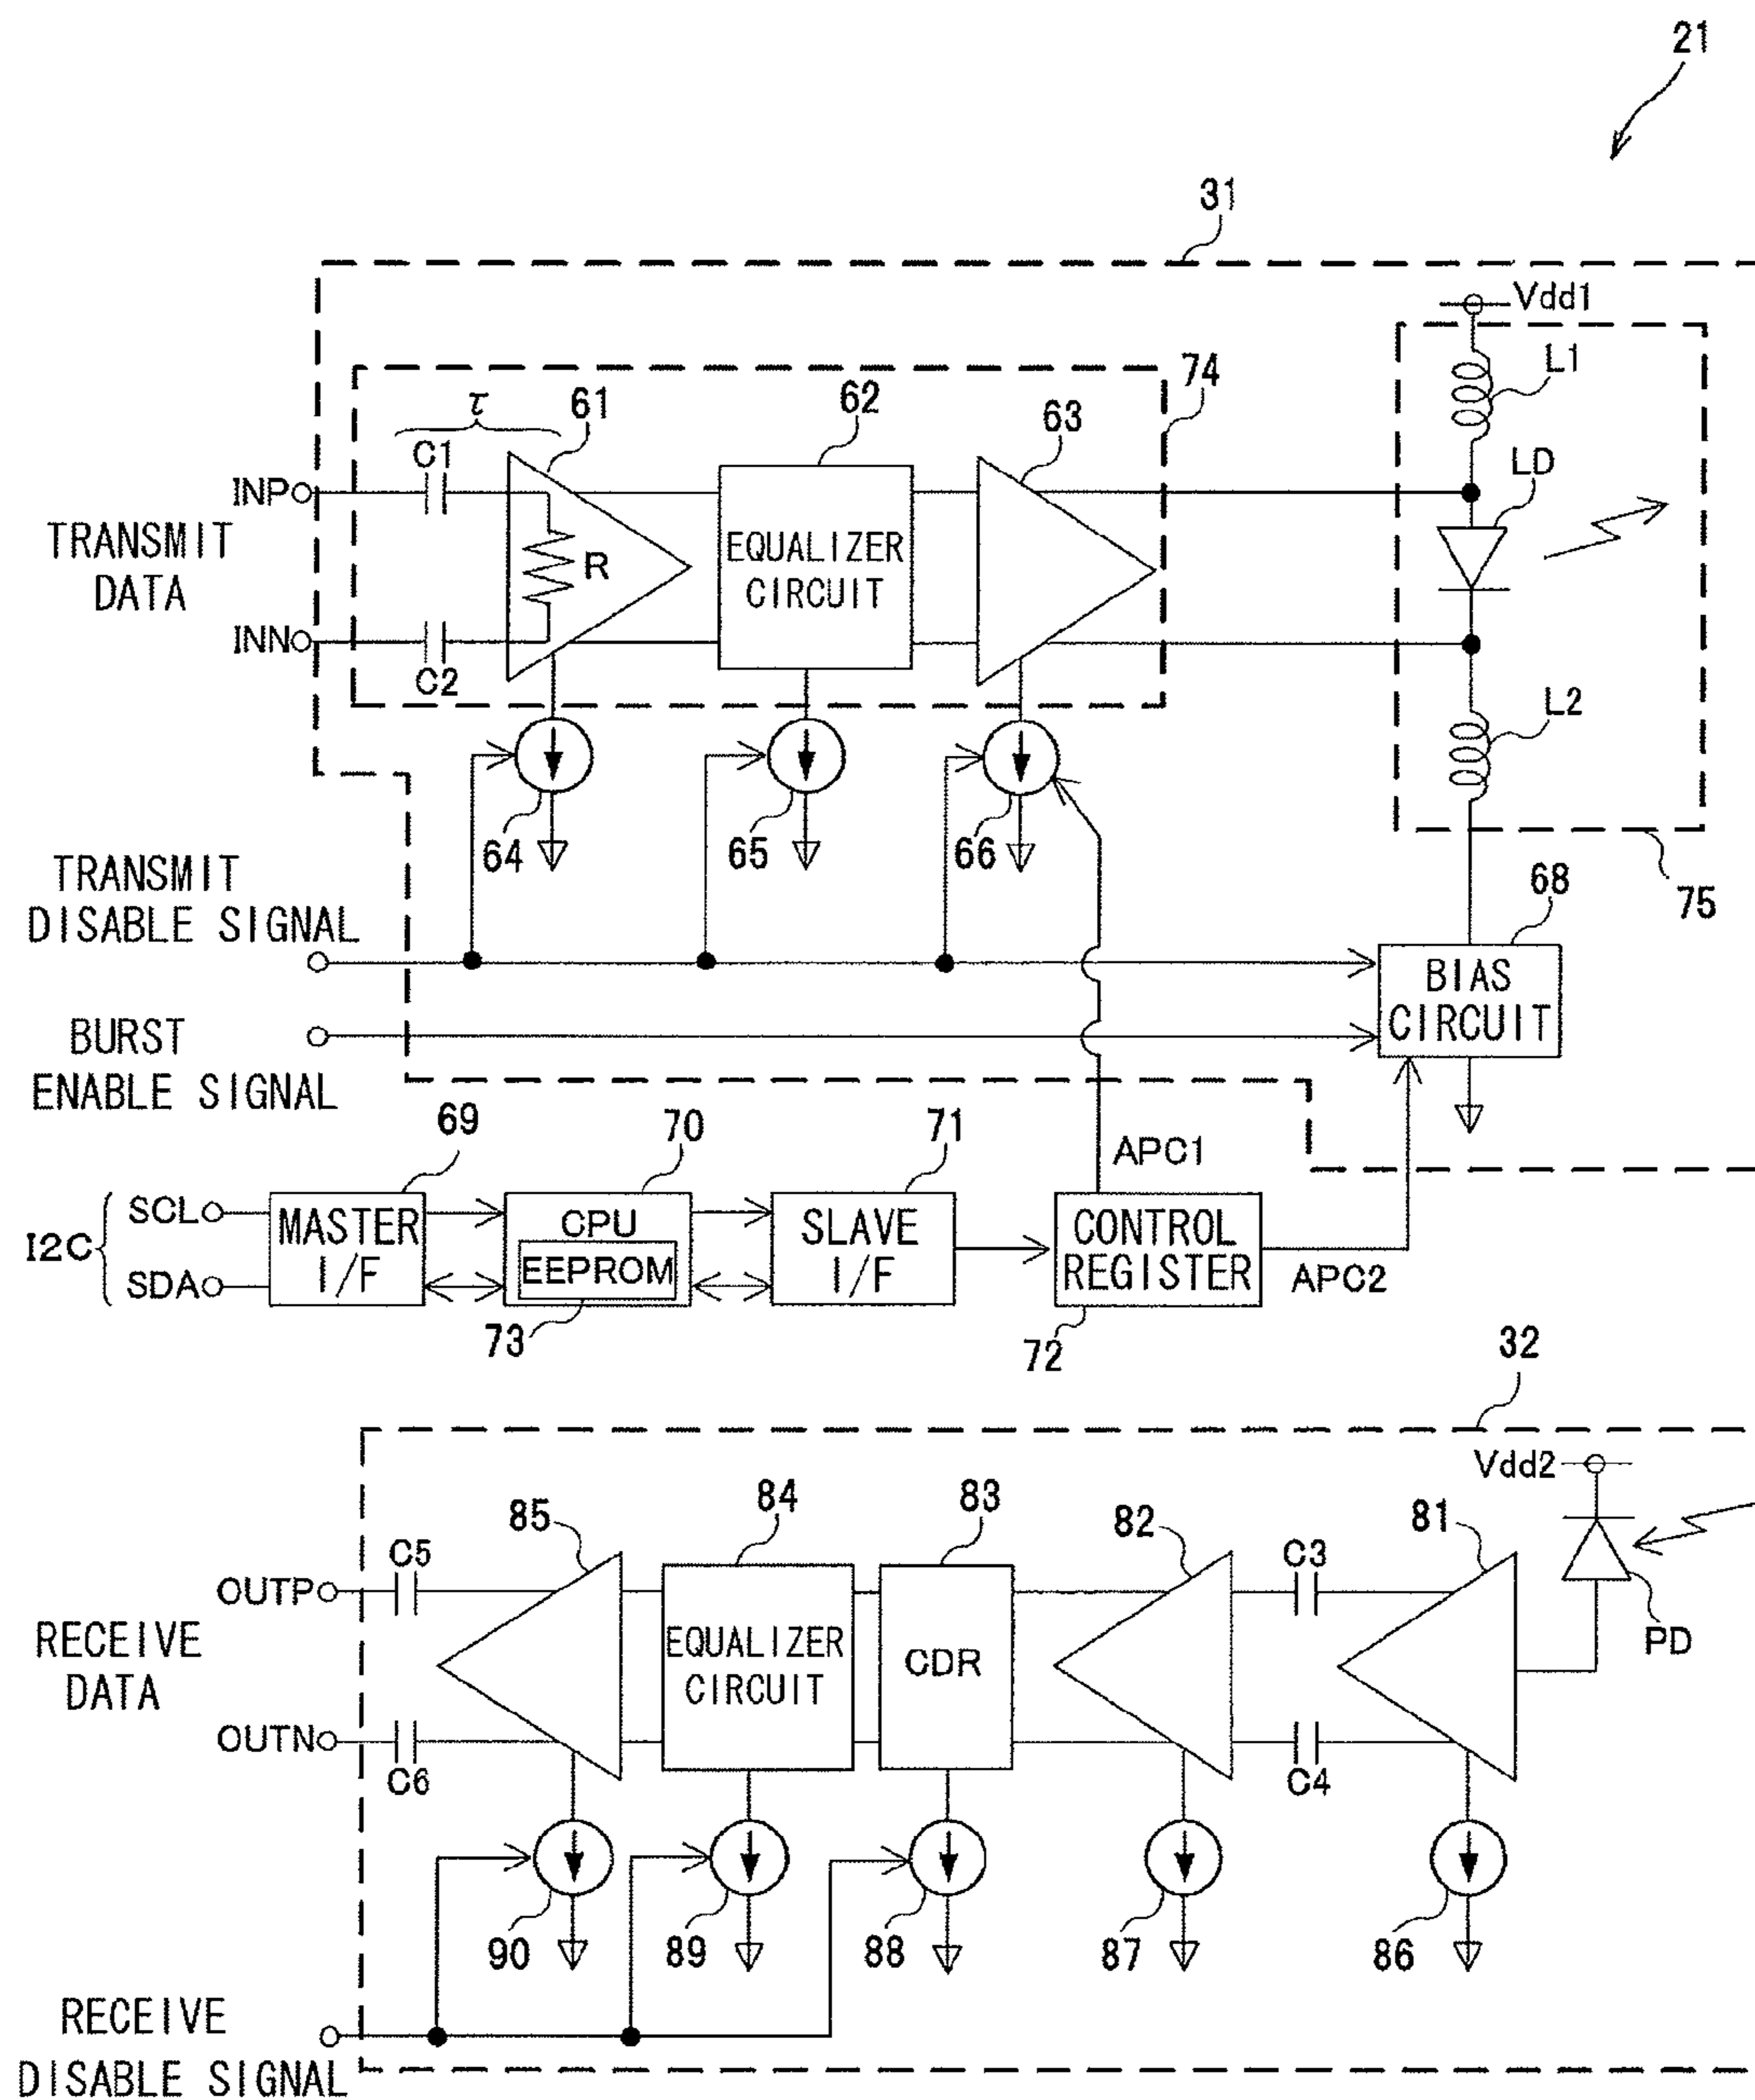 21
31
Vdd1
L1
74
τ
61
62
63
C1
LD
INP
TRANSMIT
DATA
R
EQUALIZER
CIRCUIT
INN
C2
L2
64
65
66
75
TRANSMIT
DISABLE SIGNAL
68
BIAS
CIRCUIT
BURST
ENABLE SIGNAL
69
70
71
APC1
I2C
SCL
SDA
MASTER
I/F
CPU
EEPROM
SLAVE
I/F
CONTROL
REGISTER
APC2
73
72
32
Vdd2
85
84
83
82
81
C5
C3
OUTP
PD
RECEIVE
DATA
EQUALIZER
CIRCUIT
CDR
OUTN
C6
C4
90
89
88
87
86
RECEIVE
DISABLE SIGNAL